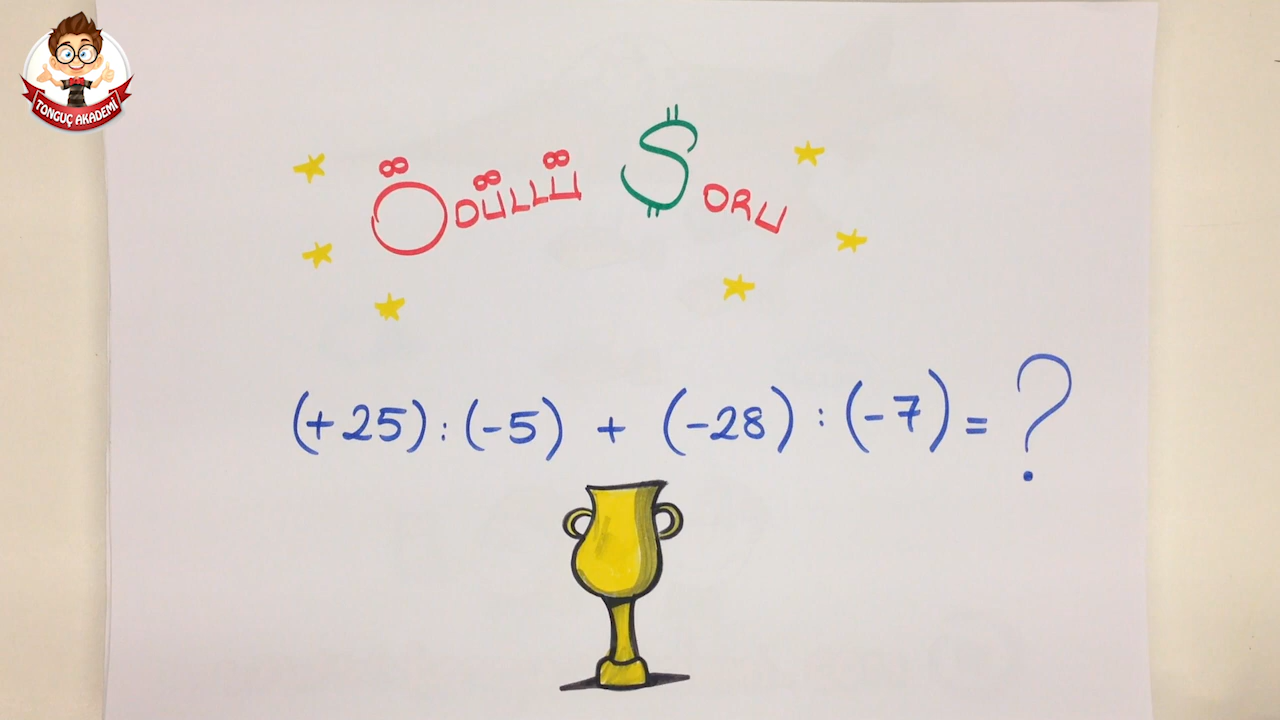 TONGUÇ AKADEMİ
ÖDÜLLÜ SORU
(+25):(-5) + (-28):(-7)=?